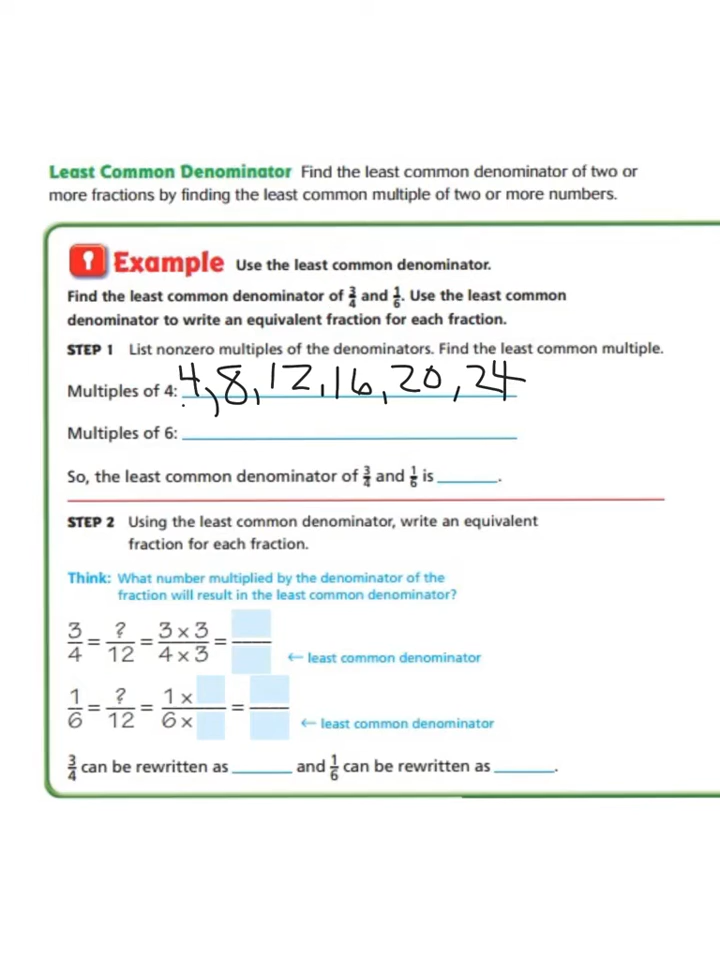 Least Common Denominator Find the least common denominator of two or
more fractions by finding the least common multiple of two or more numbers.
Example Use the least common denominator.
Find the least common denominator of 3/4 and 1/6. Use the least common
denominator to write an equivalent fraction for each fraction.
STEP 1 List nonzero multiples of the denominators. Find the least common multiple.
Multiples of 4: 4, 8, 12, 16, 20, 24
Multiples of 6:
So, the least common denominator of 3/4 and 1/6 is ______.
STEP 2 Using the least common denominator, write an equivalent
fraction for each fraction.
Think: What number multiplied by the denominator of the
fraction will result in the least common denominator?
3/4 = ?/12 = 3 x 3/4 x 3 =
← least common denominator
1/6 = ?/12 = 1 x/6 x =
← least common denominator
3/4 can be rewritten as ______ and 1/6 can be rewritten as ______.